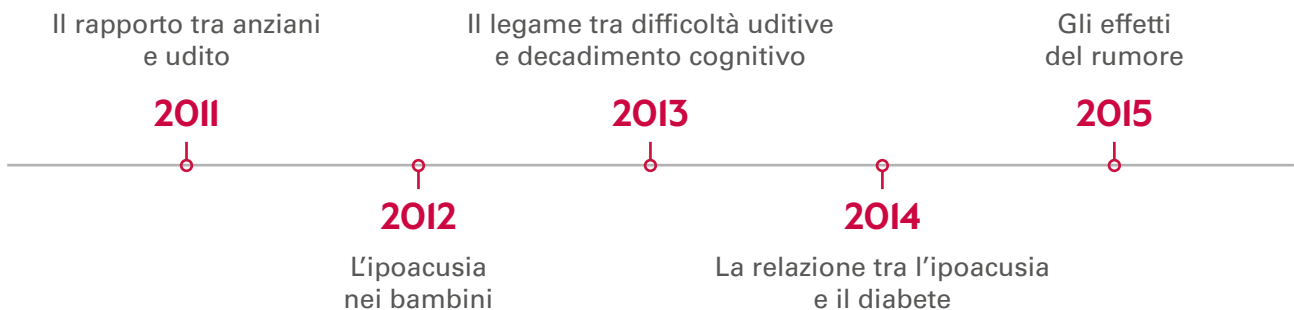 Il rapporto tra anziani
e udito
2011
L'ipoacusia
nei bambini
2012
Il legame tra difficoltà uditive
e decadimento cognitivo
2013
La relazione tra l'ipoacusia
e il diabete
2014
Gli effetti
del rumore
2015